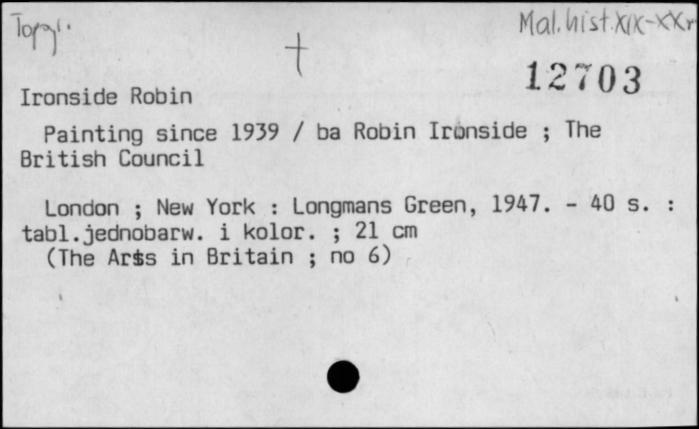 Mal. hist. XIX-XX
12703
Ironside Robin
Painting since 1939 / ba Robin Ironside ; The
British Council
London ; New York : Longmans Green, 1947. - 40 s. :
tabl.jednobarw. i kolor. ; 21 cm
(The Ar$s in Britain ; no 6)